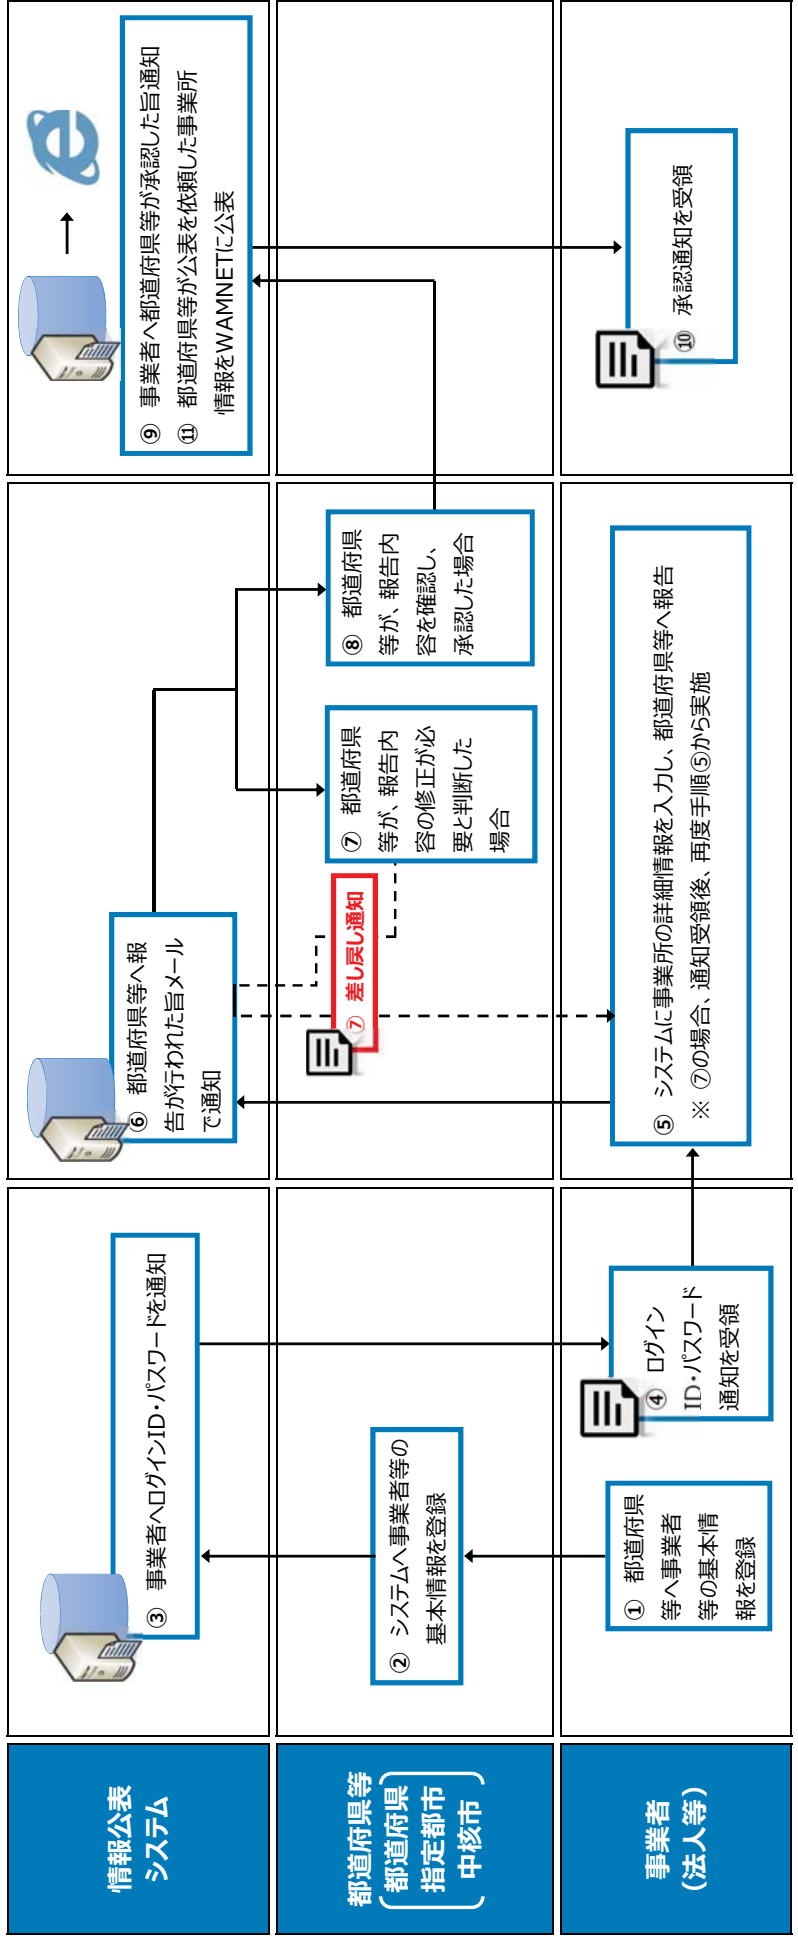 情報公表
システム
③ 事業者へログインID・パスワードを通知
⑥ 都道府県等へ報
告が行われた旨メール
で通知
⑨ 事業者へ都道府県等が承認した旨通知
⑪ 都道府県等が公表を依頼した事業所
情報をWAMNETに公表
都道府県等
都道府県
指定都市
中核市
② システムへ事業者等の
基本情報を登録
⑦ 差し戻し通知
⑦ 都道府県
等が、報告内
容の修正が必
要と判断した
場合
⑧ 都道府県
等が、報告内
容を確認し、
承認した場合
事業者
(法人等)
① 都道府県
等へ事業者
等の基本情
報を登録
④ ログイン
ID・パスワード
通知を受領
⑤ システムに事業所の詳細情報を入力し、都道府県等へ報告
※ ⑦の場合、通知受領後、再度手順⑤から実施
⑩ 承認通知を受領